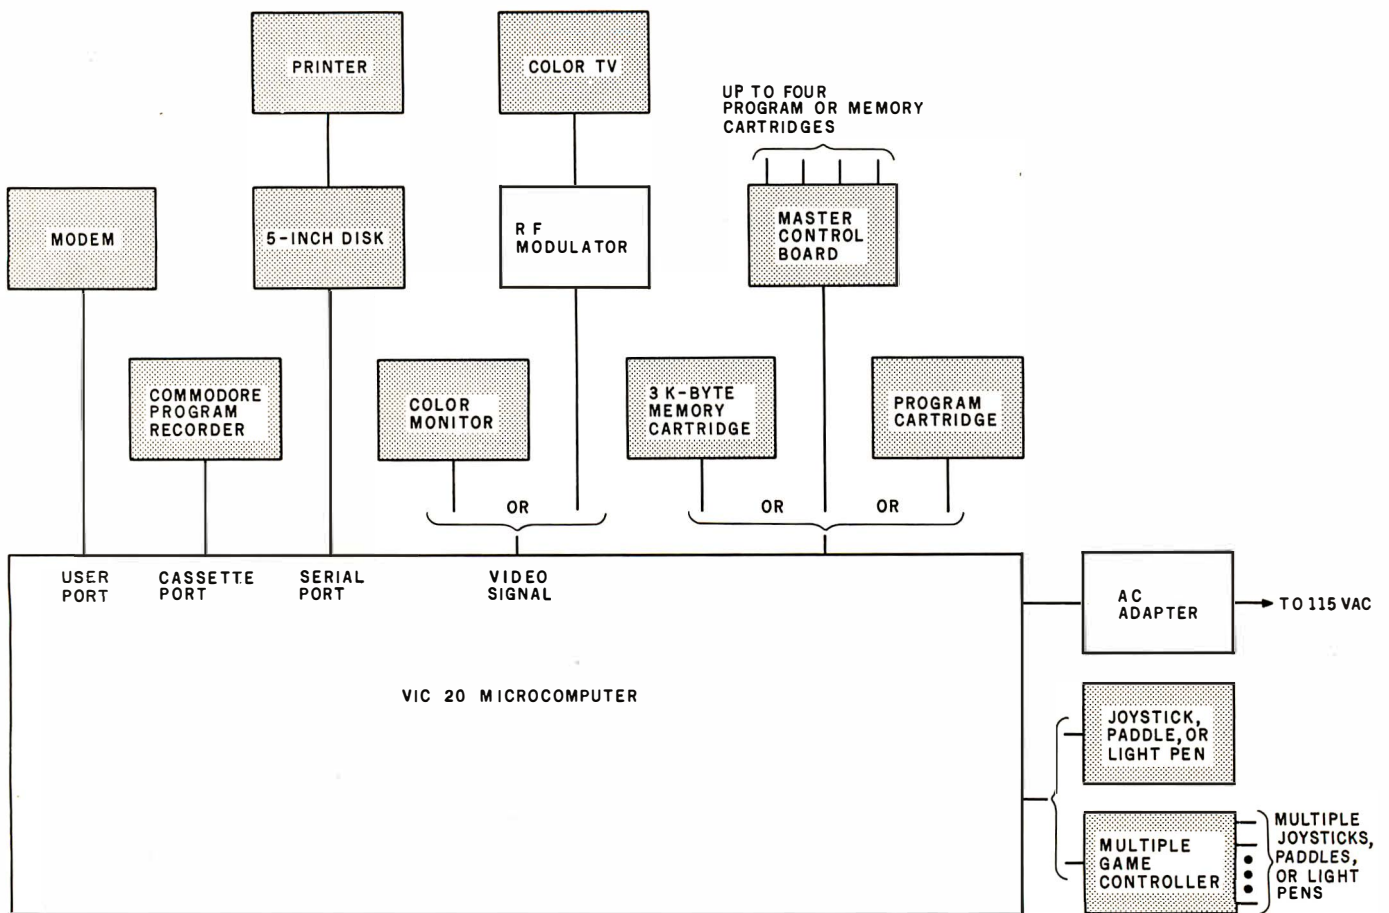 PRINTER
COLOR TV
UP TO FOUR
PROGRAM OR MEMORY
CARTRIDGES
MODEM
5-INCH DISK
RF
MODULATOR
MASTER
CONTROL
BOARD
COMMODORE
PROGRAM
RECORDER
COLOR
MONITOR
3K-BYTE
MEMORY
CARTRIDGE
PROGRAM
CARTRIDGE
OR
OR
OR
USER
PORT
CASSETTE
PORT
SERIAL
PORT
VIDEO
SIGNAL
AC
ADAPTER
TO 115 VAC
VIC 20 MICROCOMPUTER
JOYSTICK,
PADDLE, OR
LIGHT PEN
MULTIPLE
GAME
CONTROLLER
MULTIPLE
JOYSTICKS,
PADDLES,
OR LIGHT
PENS